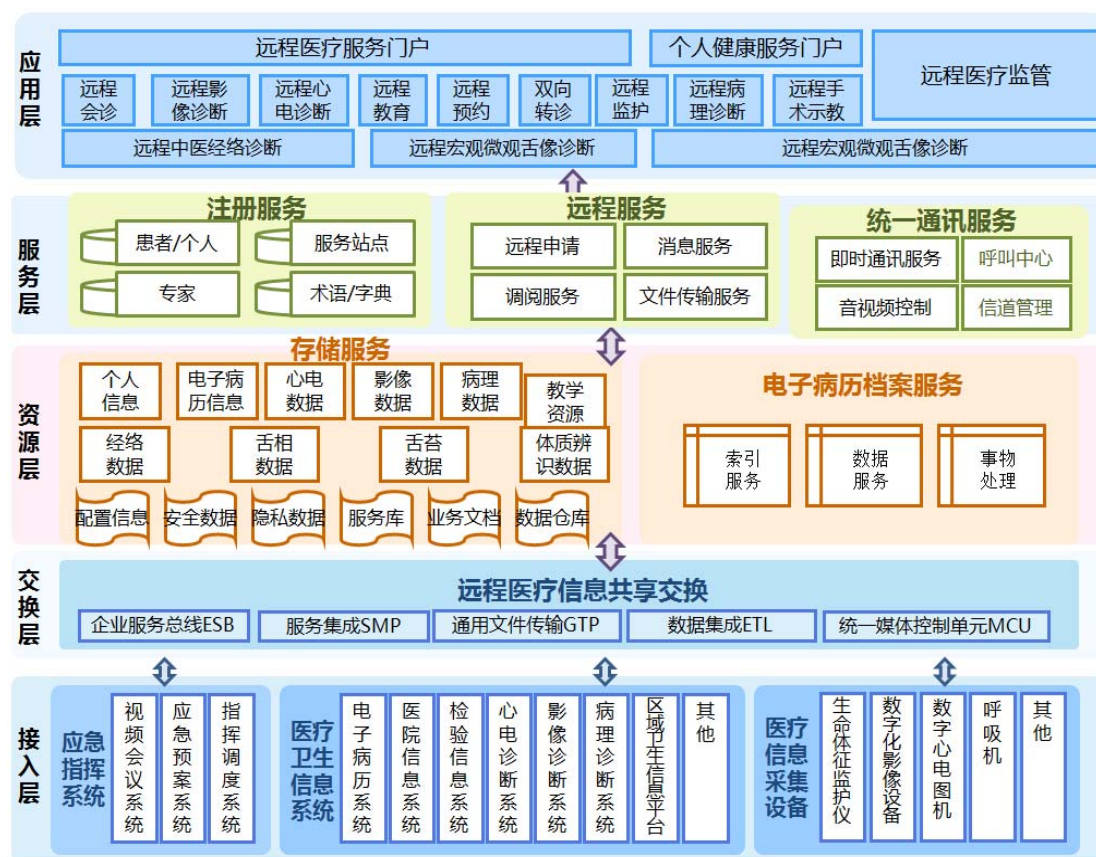 应用层
远程医疗服务门户
个人健康服务门户
远程医疗监管
远程
会诊
远程影
像诊断
远程心
电诊断
远程
教育
远程
预约
双向
转诊
远程
监护
远程病
理诊断
远程手
术示教
远程中医经络诊断
远程宏观微观舌像诊断
远程宏观微观舌像诊断
服务层
注册服务
患者/个人
服务站点
专家
术语/字典
远程服务
远程申请
消息服务
调阅服务
文件传输服务
统一通讯服务
即时通讯服务
呼叫中心
音视频控制
信道管理
资源层
存储服务
个人
信息
电子病
历信息
心电
数据
影像
数据
病理
数据
教学
资源
经络
数据
舌相
数据
舌苔
数据
体质辨
识数据
配置信息
安全数据
隐私数据
服务库
业务文档
数据仓库
电子病历档案服务
索引
服务
数据
服务
事物
处理
交换层
远程医疗信息共享交换
企业服务总线ESB
服务集成SMP
通用文件传输GTP
数据集成ETL
统一媒体控制单元MCU
接入层
应急
指挥
系统
视频会议系统
应急预案系统
指挥调度系统
医疗
卫生
信息
系统
电子病历系统
医院信息系统
检验信息系统
心电诊断系统
影像诊断系统
病理诊断系统
区域卫生信息平台
其他
医疗
信息
采集
设备
生命体征监护仪
数字化影像设备
数字心电图机
呼吸机
其他